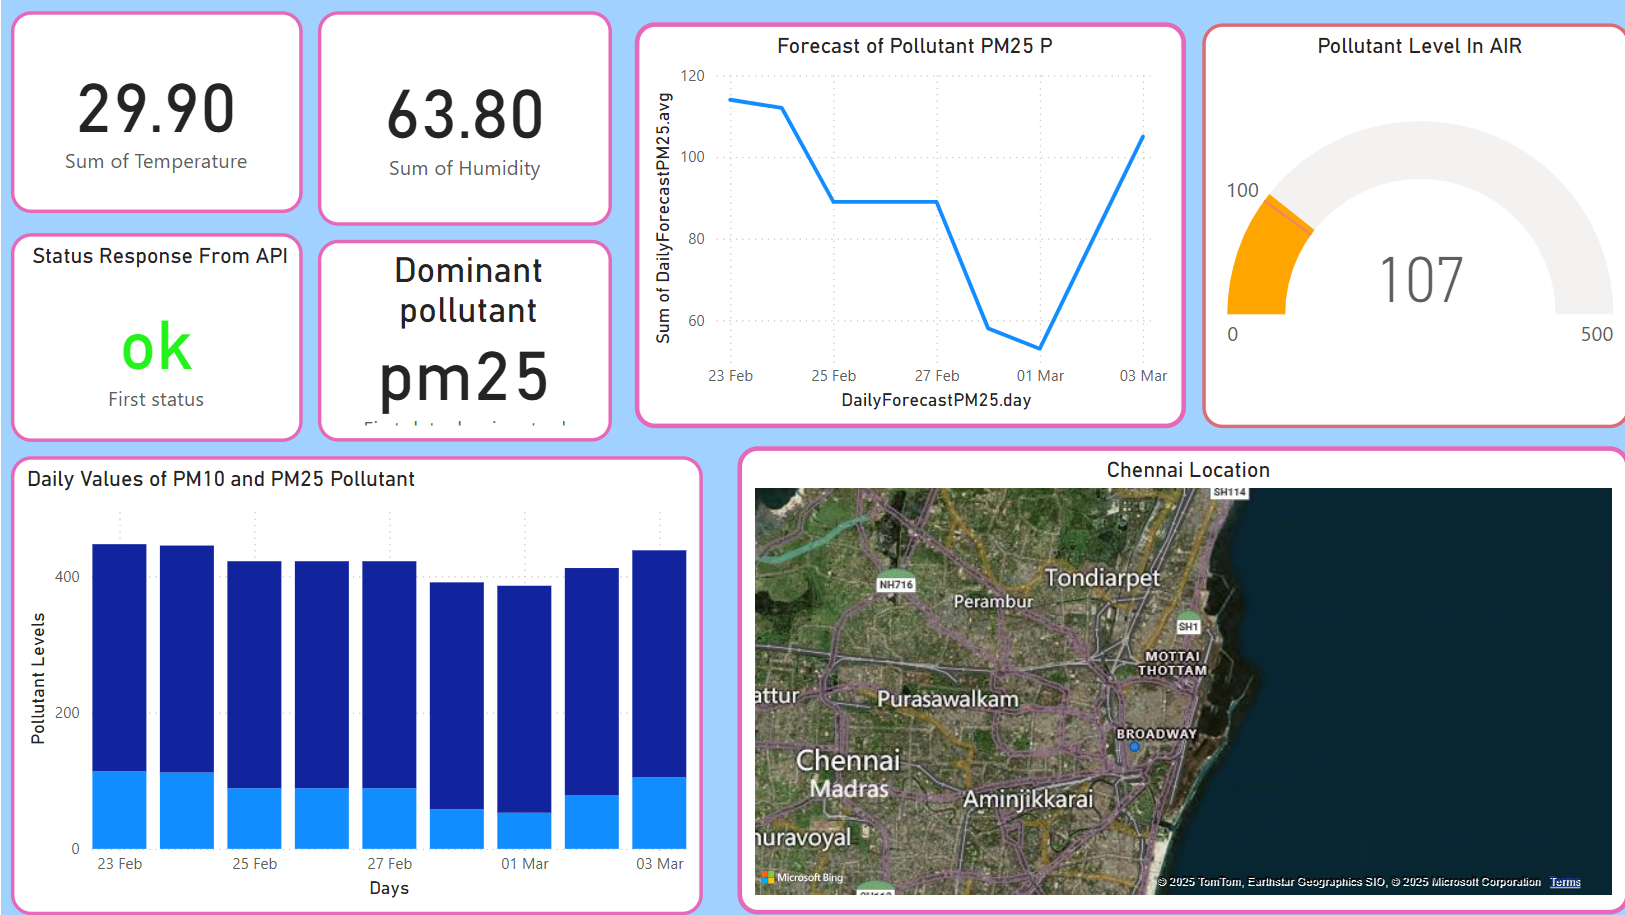 29.90
Sum of Temperature
63.80
Sum of Humidity
Status Response From API
ok
First status
Dominant
pollutant
pm25
Forecast of Pollutant PM25 P
Sum of DailyForecastPM25.avg
120
100
80
60
23 Feb
25 Feb
27 Feb
01 Mar
03 Mar
DailyForecastPM25.day
Pollutant Level In AIR
100
107
0
500
Daily Values of PM10 and PM25 Pollutant
Pollutant Levels
400
200
0
23 Feb
25 Feb
27 Feb
01 Mar
03 Mar
Days
Chennai Location
SH114
NH716
Tondiarpet
Perambur
SH1
MOTTAI
THOTTAM
attur
Purasawalkam
BROADWAY
Chennai
Madras
Aminjikkarai
huravoyal
Microsoft Bing
© 2025 TomTom, Earthstar Geographics SIO, © 2025 Microsoft Corporation Terms